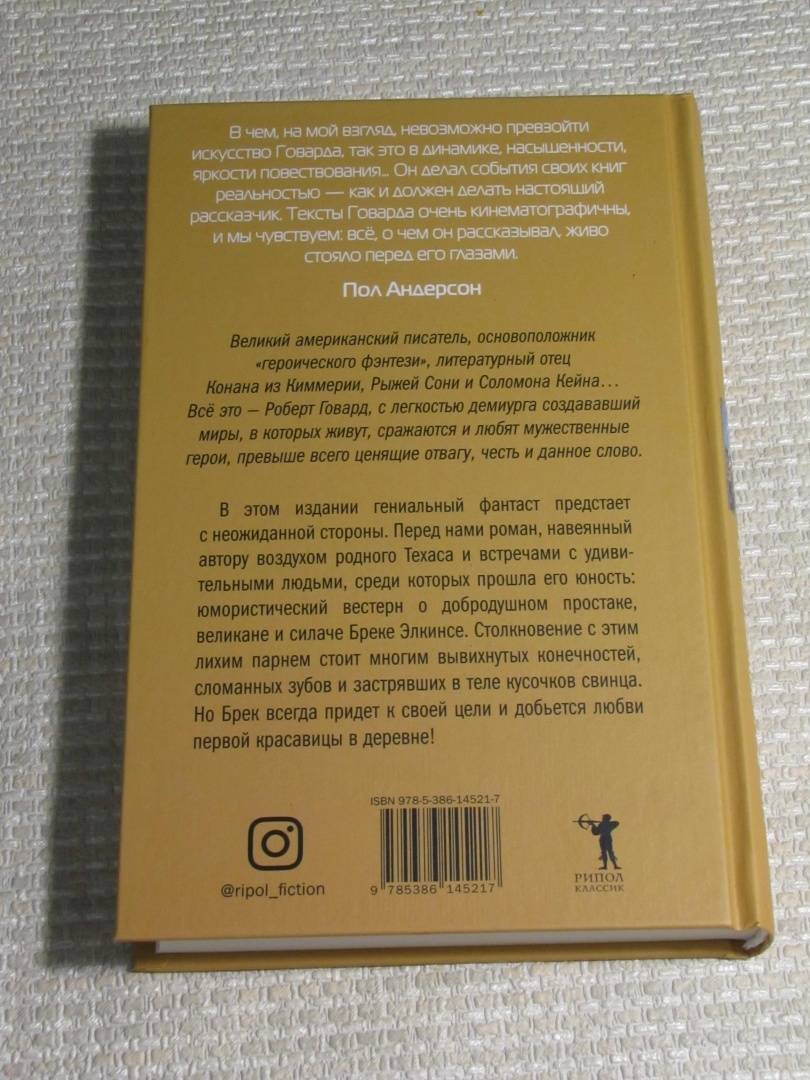 В чем, на мой взгляд, невозможно превзойти
искусство Говарда, так это в динамике, насыщенности,
яркости повествования... Он делал события своих книг
реальностью — как и должен делать настоящий
рассказчик. Тексты Говарда очень кинематографичны,
и мы чувствуем: всё, о чем он рассказывал, живо
стояло перед его глазами.
Пол Андерсон
Великий американский писатель, основоположник
«героического фэнтези», литературный отец
Конана из Киммерии, Рыжей Сони и Соломона Кейна...
Всё это — Роберт Говард, с легкостью демиурга создававший
миры, в которых живут, сражаются и любят мужественные
герои, превыше всего ценящие отвагу, честь и данное слово.
В этом издании гениальный фантаст предстает
с неожиданной стороны. Перед нами роман, навеянный
автору воздухом родного Техаса и встречами с удиви-
тельными людьми, среди которых прошла его юность:
юмористический вестерн о добродушном простаке,
великане и силаче Бреке Элкинсе. Столкновение с этим
лихим парнем стоит многим вывихнутых конечностей,
сломанных зубов и застрявших в теле кусочков свинца.
Но Брек всегда придет к своей цели и добьется любви
первой красавицы в деревне!
ISBN 978-5-386-14521-7
9 785386 145217
@ripol_fiction
РИПОЛ
КЛАССИК